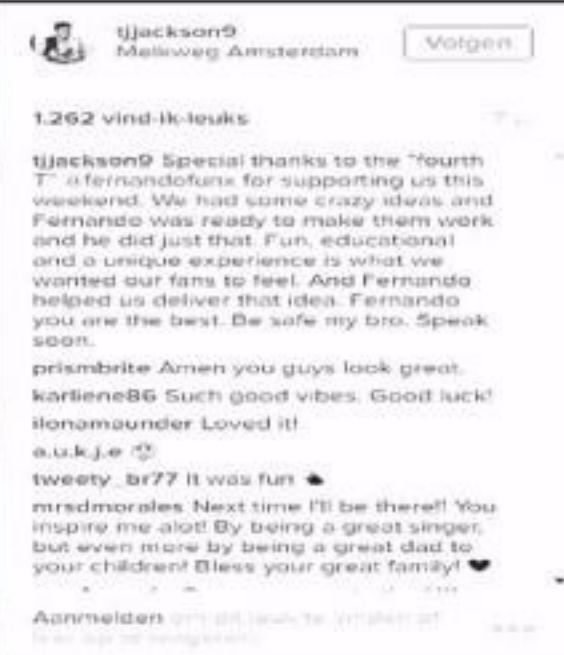 tjjackson9
Melkweg Amsterdam
Volgen
1.262 vind-ik-leuks
tjjackson9 Special thanks to the "fourth
T" @fernandofunx for supporting us this
weekend. We had some crazy ideas and
Fernando was ready to make them work
and he did just that. Fun, educational
and a unique experience is what we
wanted our fans to feel. And Fernando
helped us deliver that idea. Fernando
you are the best. Be safe my bro. Speak
soon.
prismbrite Amen you guys look great.
karliene86 Such good vibes. Good luck!
ilonamaunder Loved it!
a.u.k.j.e
tweety_br77 It was fun
mrsdmorales Next time I'll be there!! You
inspire me alot! By being a great singer,
but even more by being a great dad to
your children! Bless your great family! ♥
Aanmelden om dit leuk te vinden of